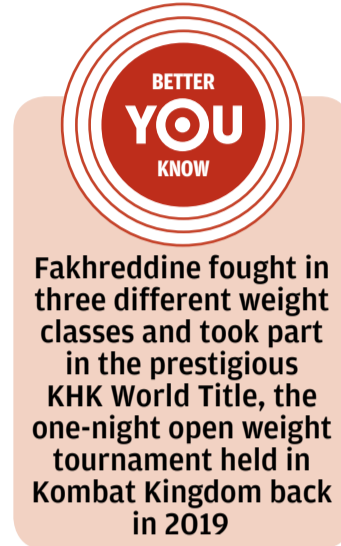 BETTER
YOU
KNOW
Fakhreddine fought in
three different weight
classes and took part
in the prestigious
KHK World Title, the
one-night open weight
tournament held in
Kombat Kingdom back
in 2019